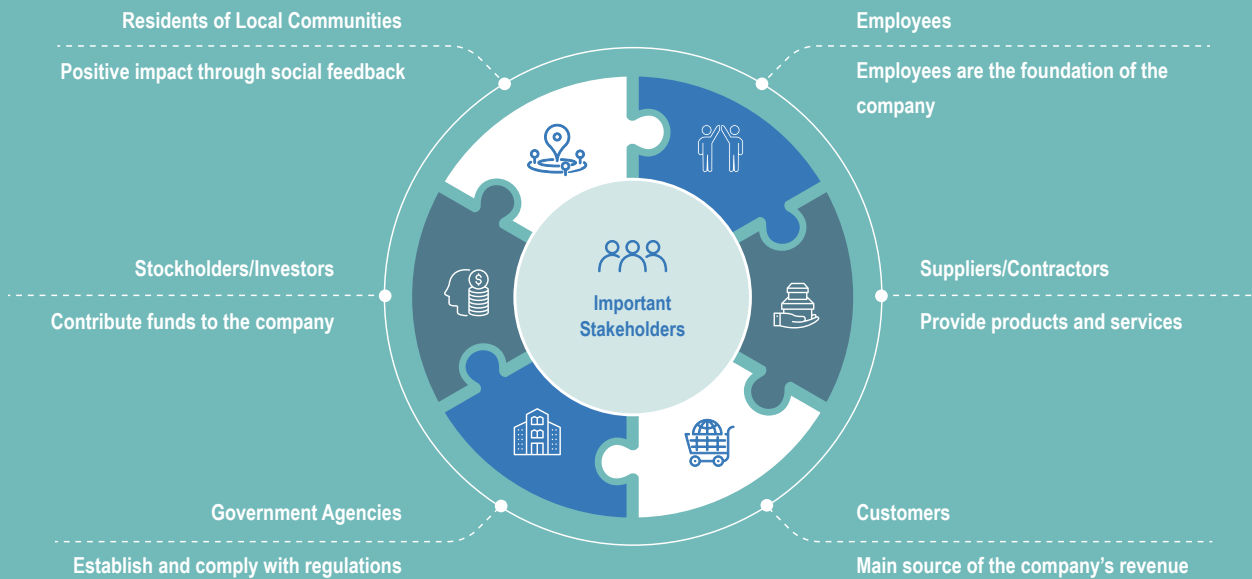 Residents of Local Communities
Positive impact through social feedback
Employees
Employees are the foundation of the
company
Stockholders/Investors
Contribute funds to the company
$
Important
Stakeholders
Suppliers/Contractors
Provide products and services
Government Agencies
Establish and comply with regulations
Customers
Main source of the company’s revenue